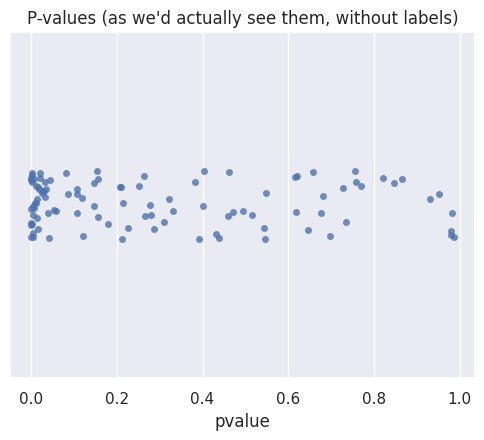 P-values (as we'd actually see them, without labels)
0.0 0.2 0.4 0.6 0.8 1.0
pvalue